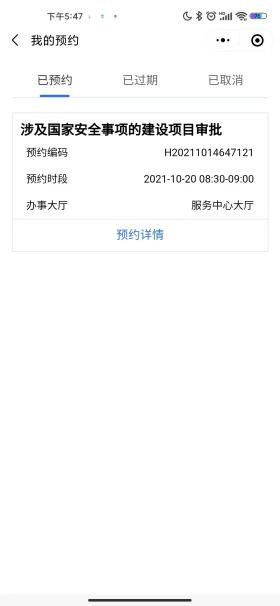 下午5:47
我的预约
已预约 已过期 已取消
涉及国家安全事项的建设项目审批
预约编码 H20211014647121
预约时段 2021-10-20 08:30-09:00
办事大厅 服务中心大厅
预约详情